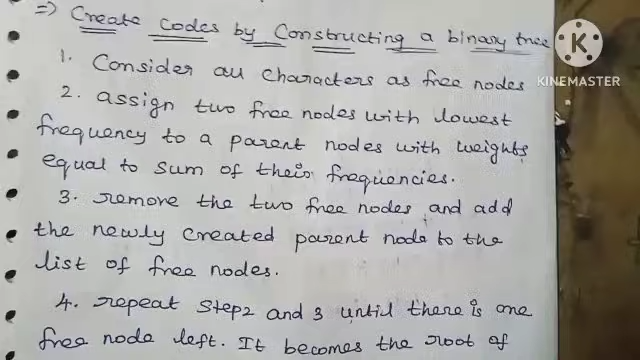 => Create codes by Constructing a binary tree
1. Consider all characters as free nodes
2. assign two free nodes with lowest
frequency to a parent nodes with weights
equal to sum of their frequencies.
3. remove the two free nodes and add
the newly created parent node to the
list of free nodes.
4. repeat step2 and 3 until there is one
free node left. It becomes the root of
K
KINEMASTER